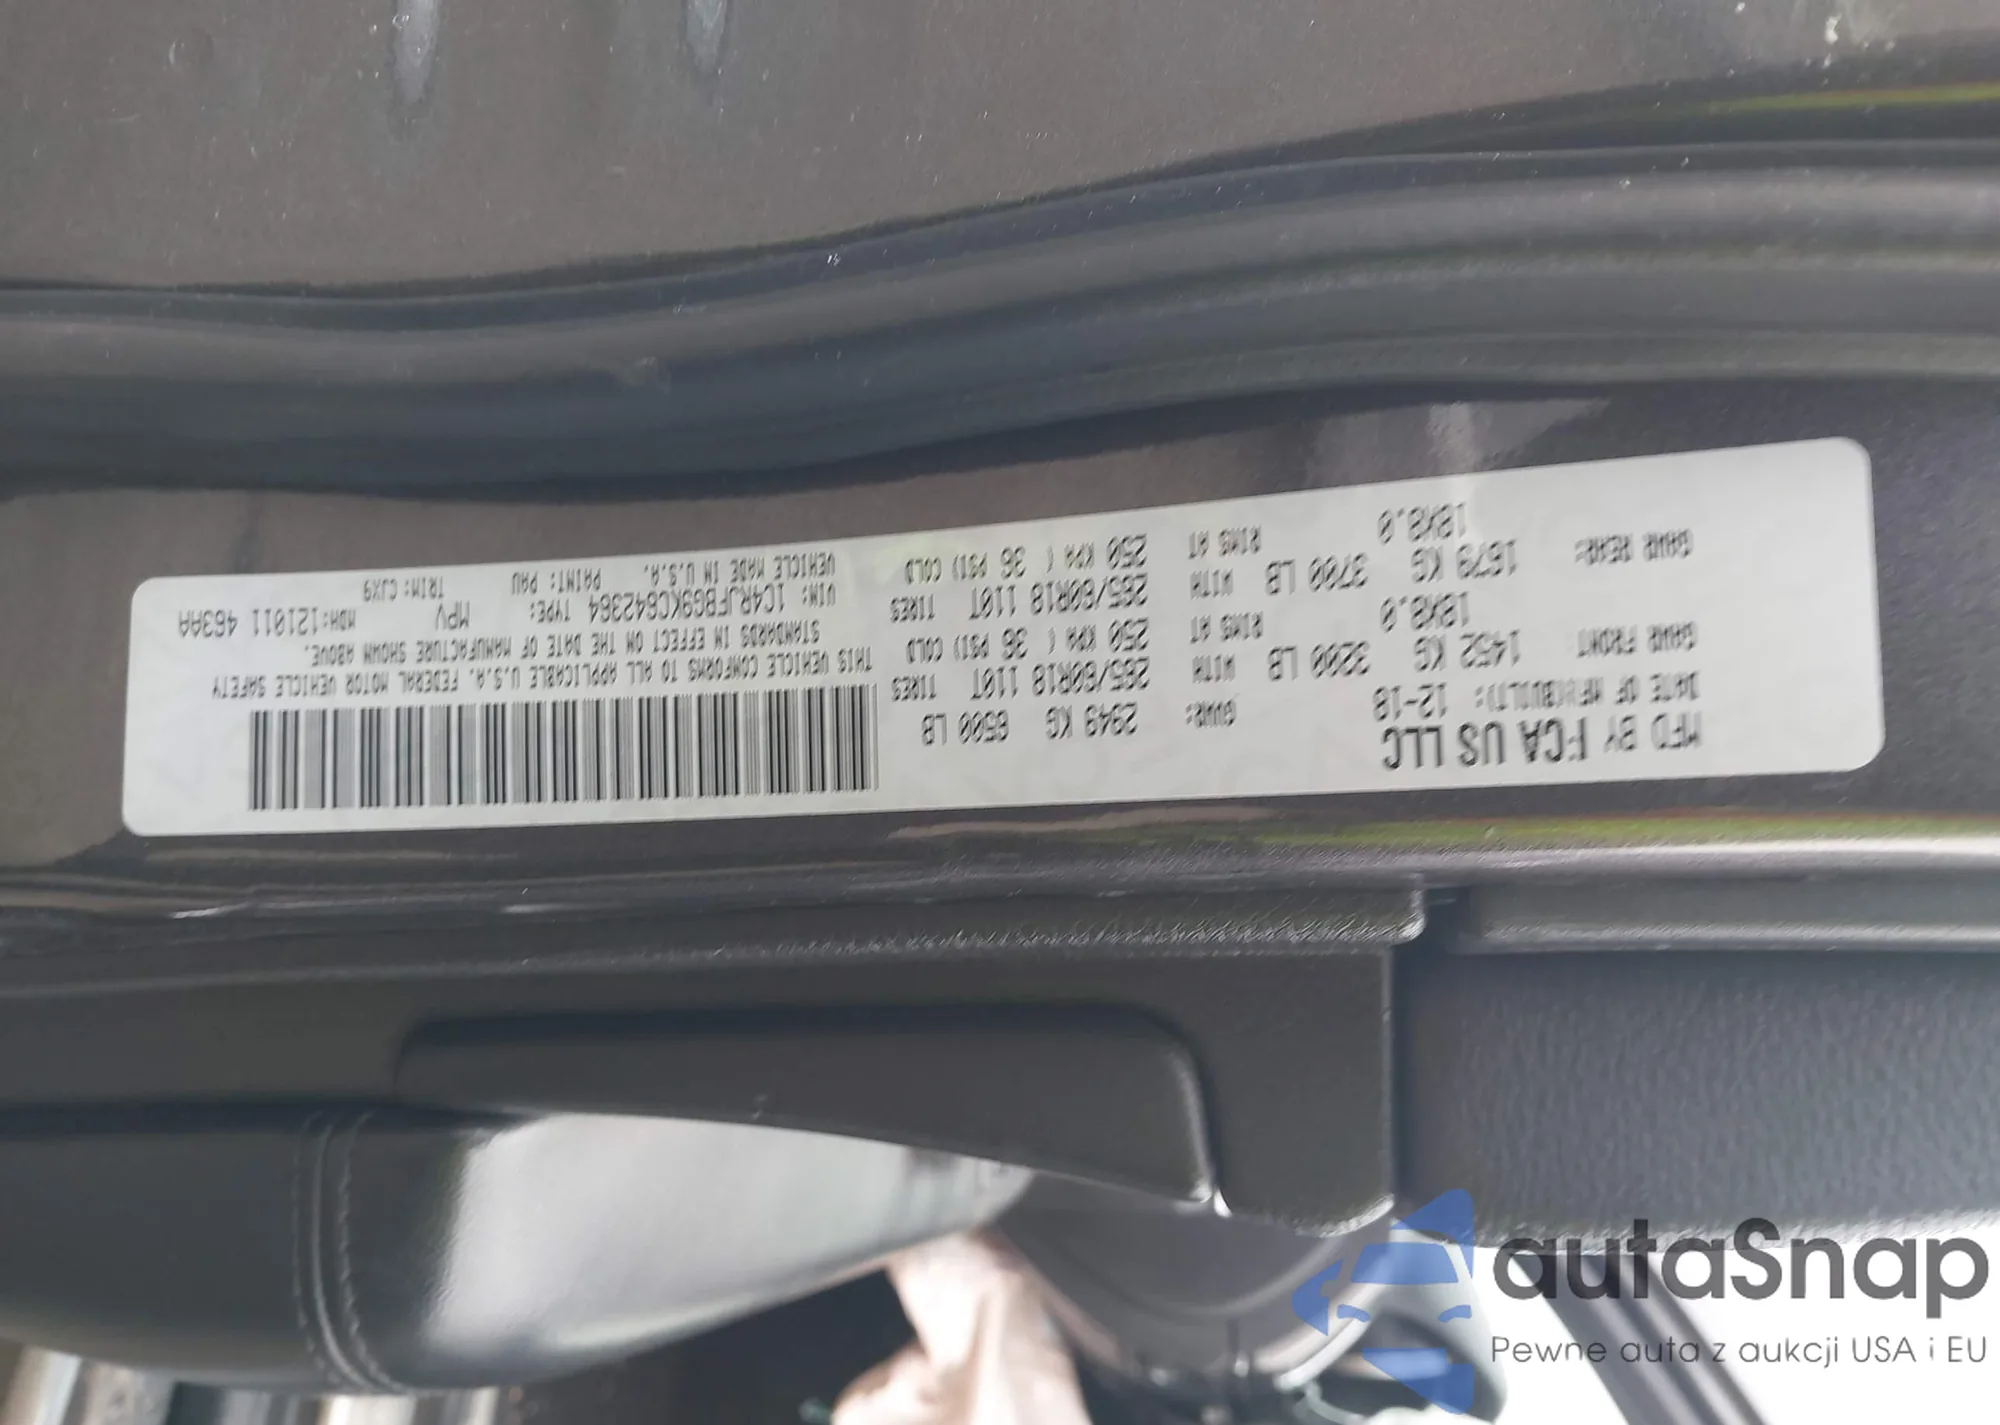 MFD BY FCA US LLC
DATE OF MFR(BUILT): 12-18
GVWR: 2949 KG 6500 LB
GAWR FRONT 1452 KG 3200 LB WITH 265/60R18 110T TIRES
18X8.0 RIMS AT 250 KPA ( 36 PSI) COLD
GAWR REAR: 1679 KG 3700 LB WITH 265/60R18 110T TIRES
18X8.0 RIMS AT 250 KPA ( 36 PSI) COLD
THIS VEHICLE CONFORMS TO ALL APPLICABLE U.S.A. FEDERAL MOTOR VEHICLE SAFETY
STANDARDS IN EFFECT ON THE DATE OF MANUFACTURE SHOWN ABOVE.
VIN: 1C4RJFBG9KC642364 TYPE: MPV MDH:121011 463AA
VEHICLE MADE IN U.S.A. PAINT: PAU TRIM: CJX9
autaSnap
Pewne auta z aukcji USA i EU